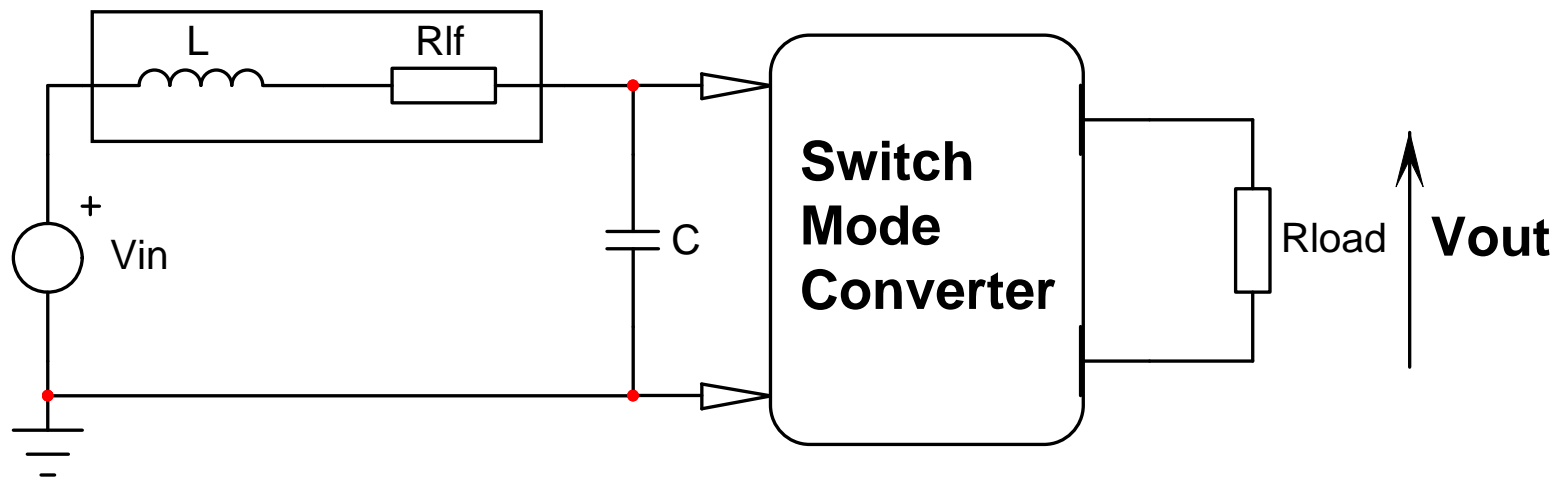 L
Rlf
+
Vin
C
Switch
Mode
Converter
Rload
Vout